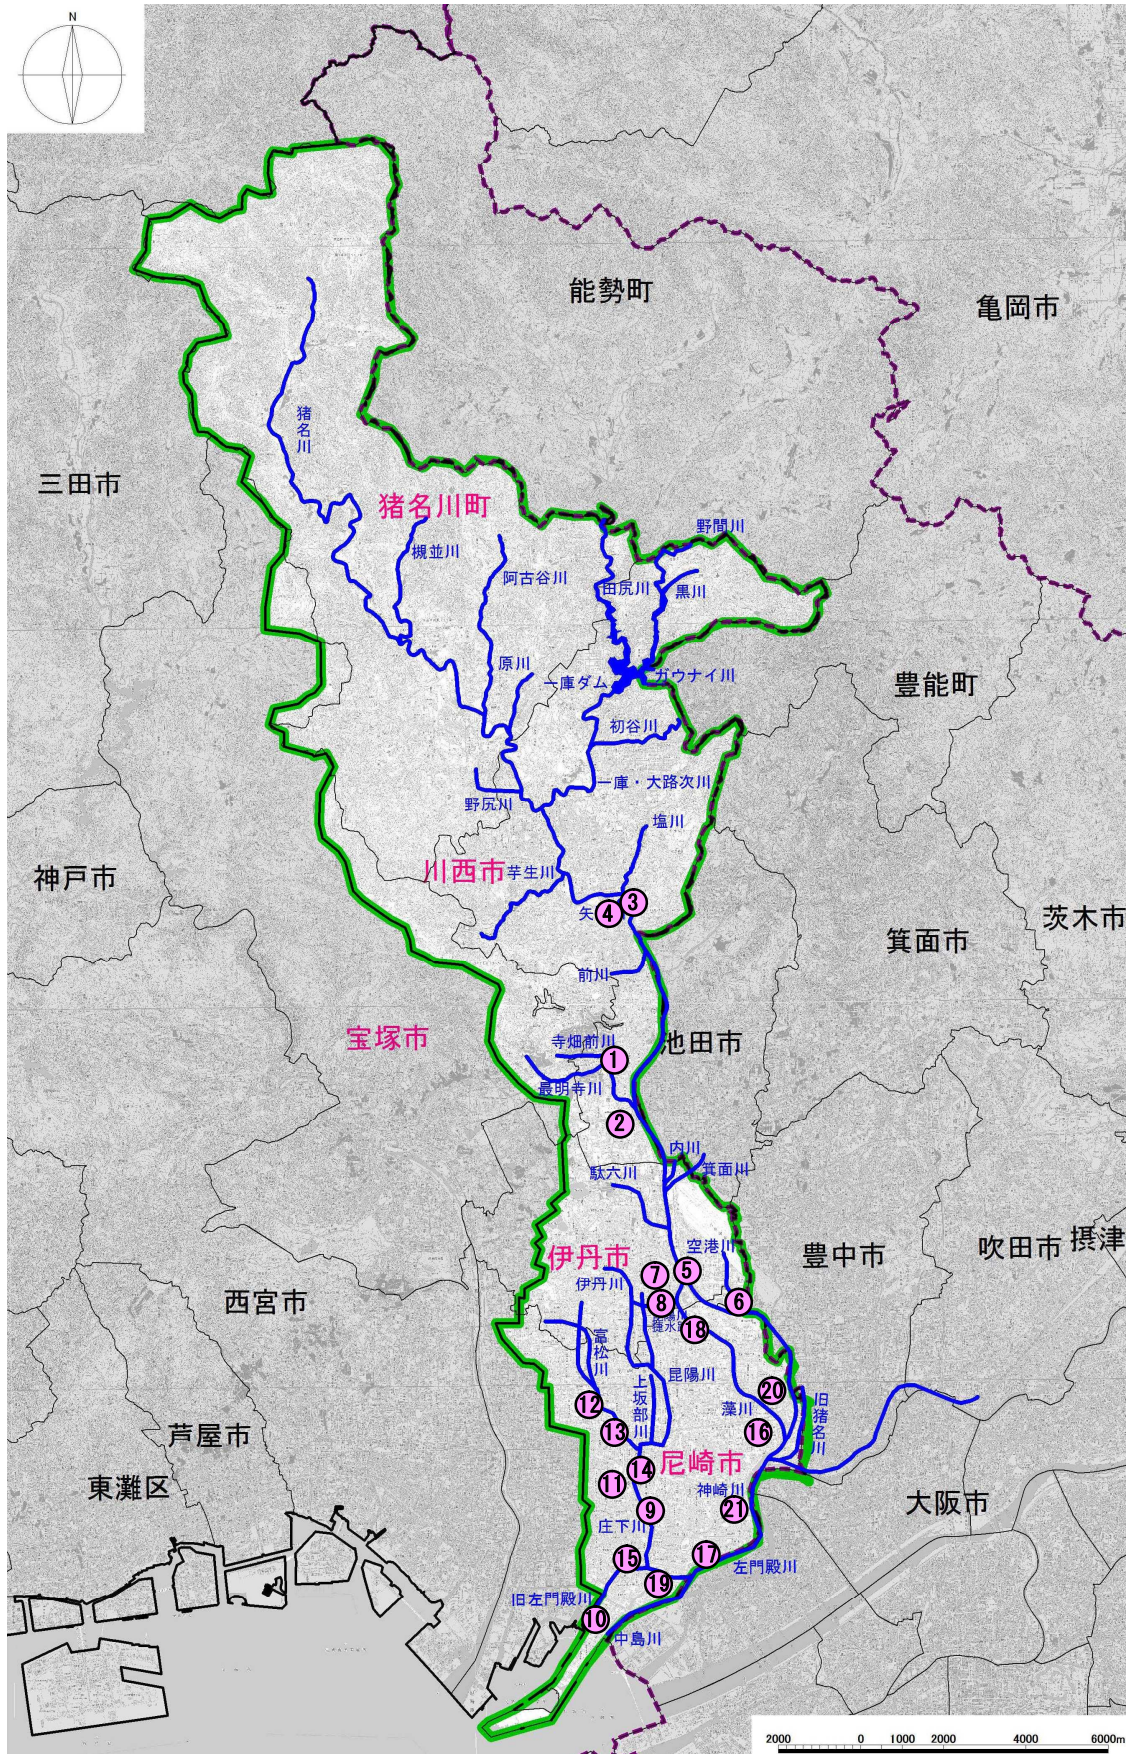 N
能勢町
亀岡市
猪名川
三田市
猪名川町
野間川
槻並川
阿古谷川
田尻川
黒川
原川
一庫ダム
ガウナイ川
豊能町
初谷川
一庫・大路次川
野尻川
塩川
川西市
芋生川
神戸市
矢
4
3
茨木市
箕面市
前川
宝塚市
寺畑前川
1
池田市
最明寺川
2
内川
駄六川
箕面川
伊丹市
空港川
豊中市
吹田市
摂津
7
5
伊丹川
8
6
西宮市
18
富松川
昆陽川
上坂部川
20
12
藻川
旧猪名川
13
16
芦屋市
尼崎市
14
東灘区
11
神崎川
大阪市
9
21
庄下川
15
17
左門殿川
19
旧左門殿川
10
中島川
2000 0 1000 2000 4000 6000m